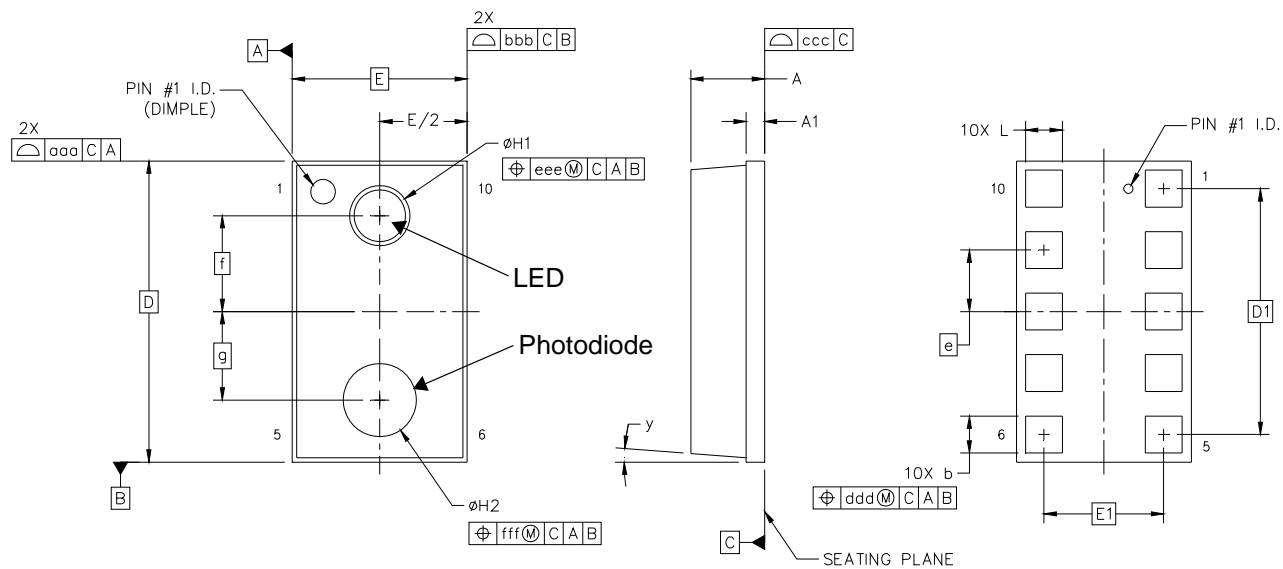 2X
⌓ bbb C B
A
E
PIN #1 I.D.
(DIMPLE)
E/2
2X
⌓ aaa C A
øH1
⌖ eee Ⓜ C A B
1
10
f
LED
D
g
Photodiode
5
6
B
øH2
⌖ fff Ⓜ C A B
⌓ ccc C
A
A1
y
C
SEATING PLANE
10X L
PIN #1 I.D.
10
1
e
D1
6
5
10X b
⌖ ddd Ⓜ C A B
E1